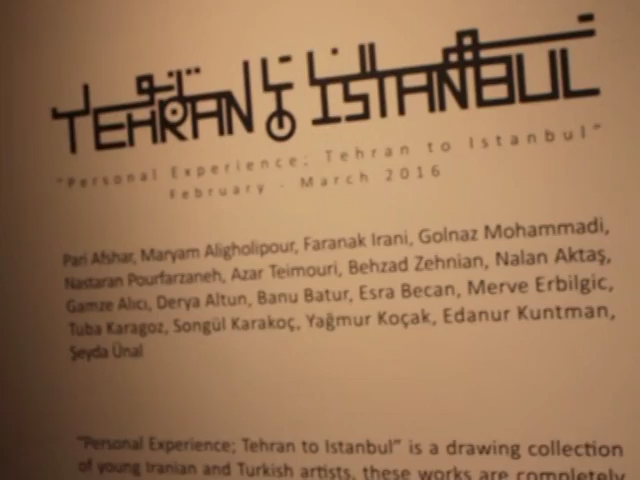 TEHRAN TO ISTANBUL
"Personal Experience; Tehran to Istanbul"
February - March 2016
Pari Afshar, Maryam Aligholipour, Faranak Irani, Golnaz Mohammadi,
Nastaran Pourfarzaneh, Azar Teimouri, Behzad Zehnian, Nalan Aktaş,
Gamze Alıcı, Derya Altun, Banu Batur, Esra Becan, Merve Erbilgic,
Tuba Karagoz, Songül Karakoç, Yağmur Koçak, Edanur Kuntman,
Şeyda Ünal
"Personal Experience; Tehran to Istanbul" is a drawing collection
of young Iranian and Turkish artists, these works are completely